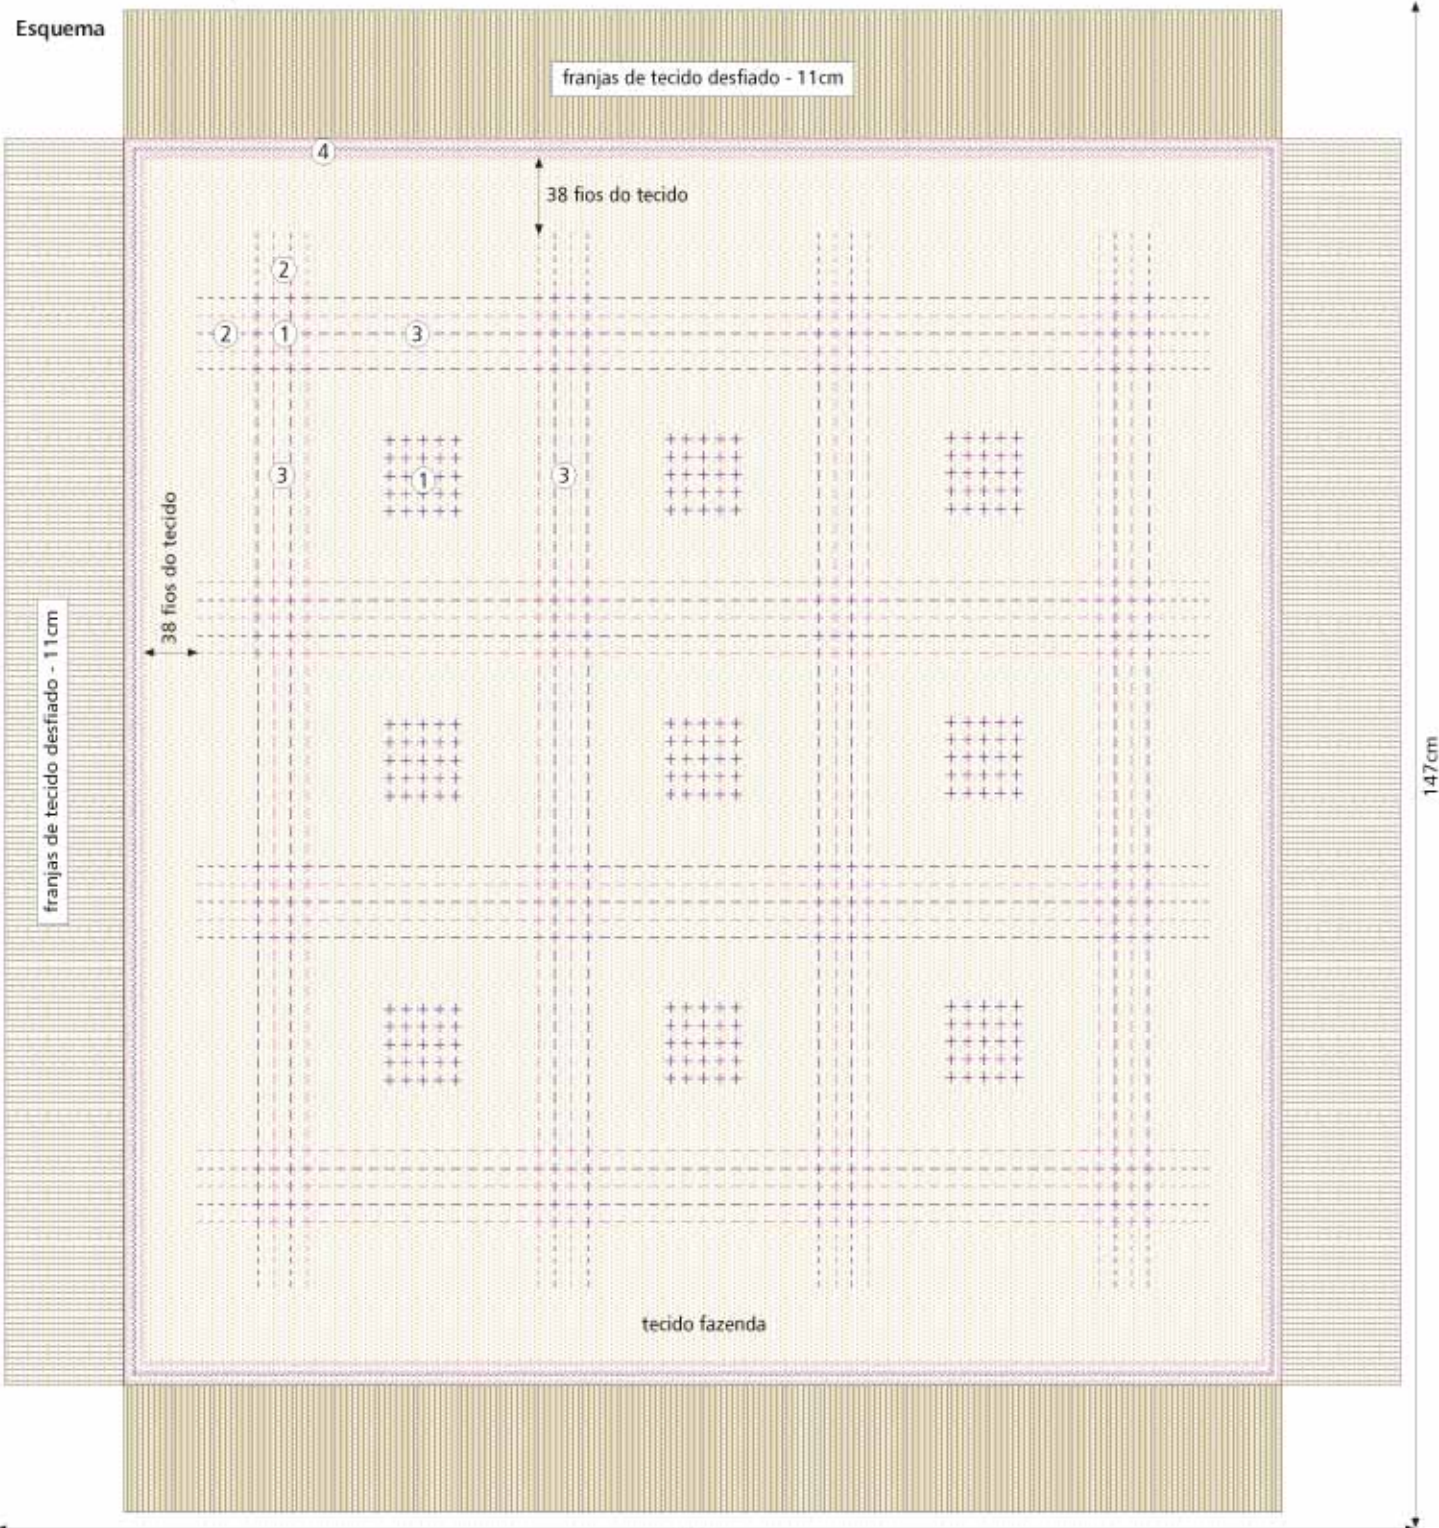 Esquema
franjas de tecido desfiado - 11cm
4
38 fios do tecido
2
2
1
3
3
1
3
38 fios do tecido
franjas de tecido desfiado - 11cm
147cm
tecido fazenda